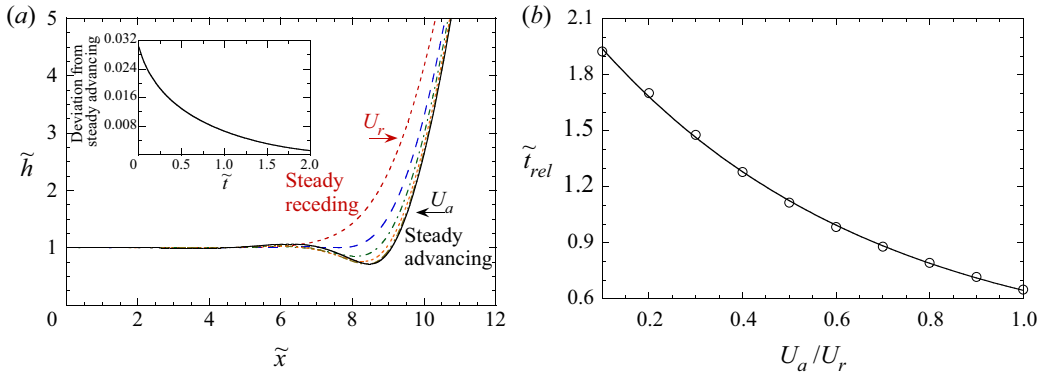 (a)
5
4
3
2
1
0
h̃
0
2
4
6
8
10
12
x̃
Deviation from
steady advancing
0.032
0.024
0.016
0.008
0
0.5
1.0
1.5
2.0
t̃
U_r
Steady
receding
U_a
Steady
advancing
(b)
2.1
1.8
1.5
1.2
0.9
0.6
t̃_rel
0.2
0.4
0.6
0.8
1.0
U_a/U_r